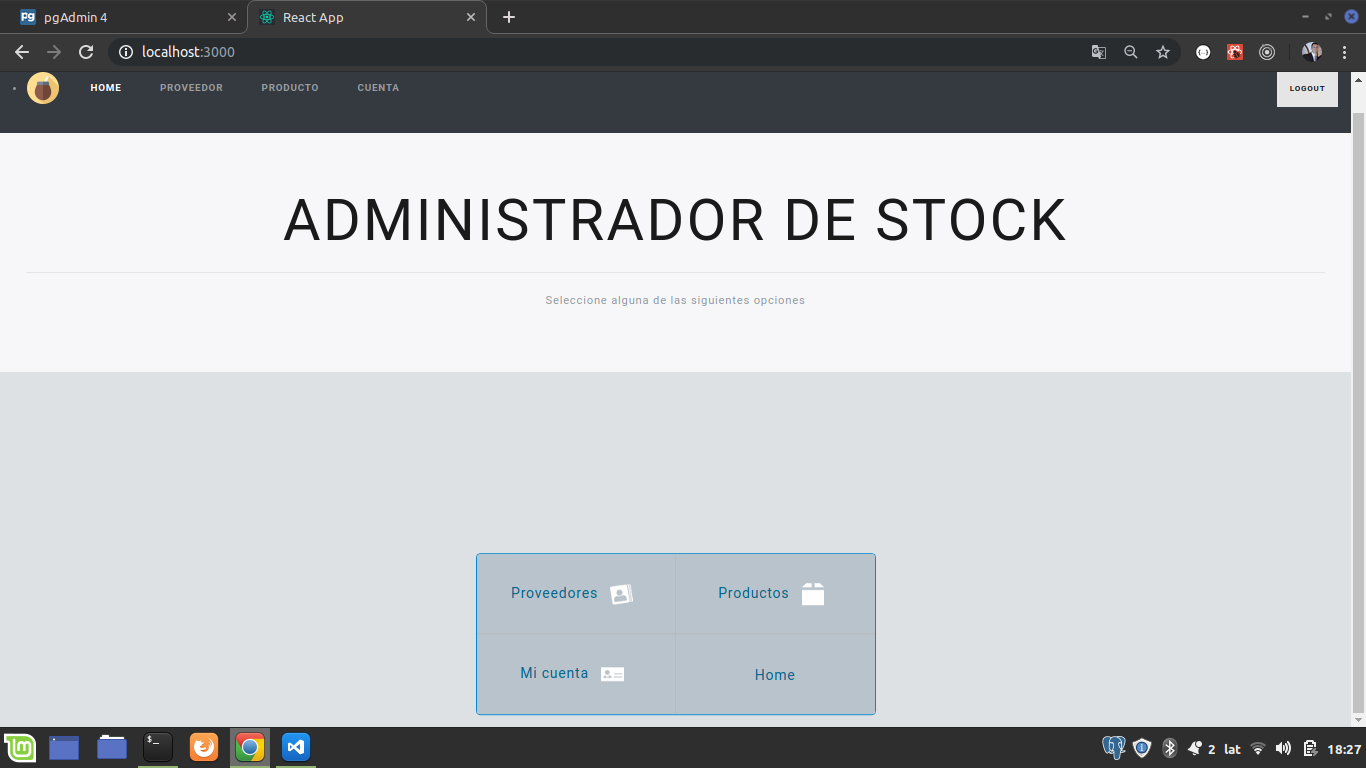 pg pgAdmin 4
React App
localhost:3000
HOME PROVEEDOR PRODUCTO CUENTA LOGOUT
ADMINISTRADOR DE STOCK
Seleccione alguna de las siguientes opciones
Proveedores Productos
Mi cuenta Home
$_ 2 lat 18:27